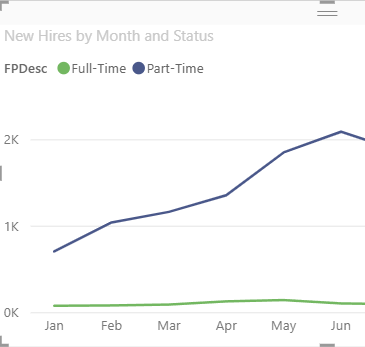 New Hires by Month and Status
FPDesc Full-Time Part-Time
2K
1K
0K
Jan Feb Mar Apr May Jun